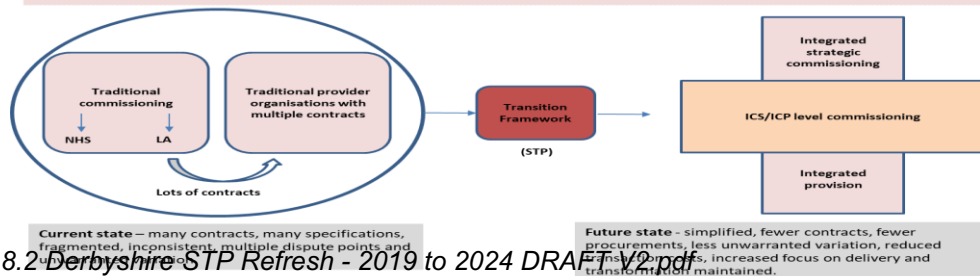 Traditional
commissioning
NHS
LA
Traditional provider
organisations with
multiple contracts
Lots of contracts
Transition
Framework
(STP)
Integrated
strategic
commissioning
ICS/ICP level commissioning
Integrated
provision
Current state – many contracts, many specifications,
fragmented, inconsistent, multiple dispute points and
unwarranted variation.
Future state - simplified, fewer contracts, fewer
procurements, less unwarranted variation, reduced
transaction costs, increased focus on delivery and
transformation maintained.
8.2 Derbyshire STP Refresh - 2019 to 2024 DRAFT V2.pdf